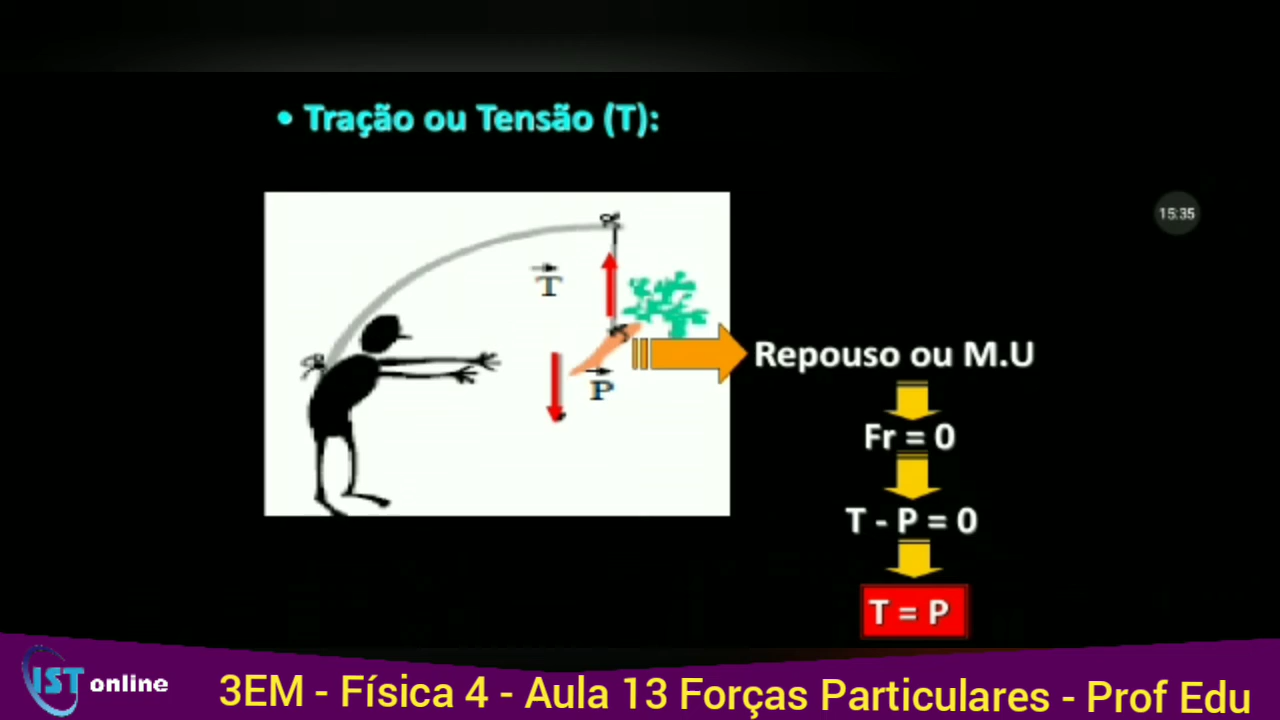 • Tração ou Tensão (T):
15:35
T
P
Repouso ou M.U
Fr = 0
T - P = 0
T = P
IST online
3EM - Física 4 - Aula 13 Forças Particulares - Prof Edu